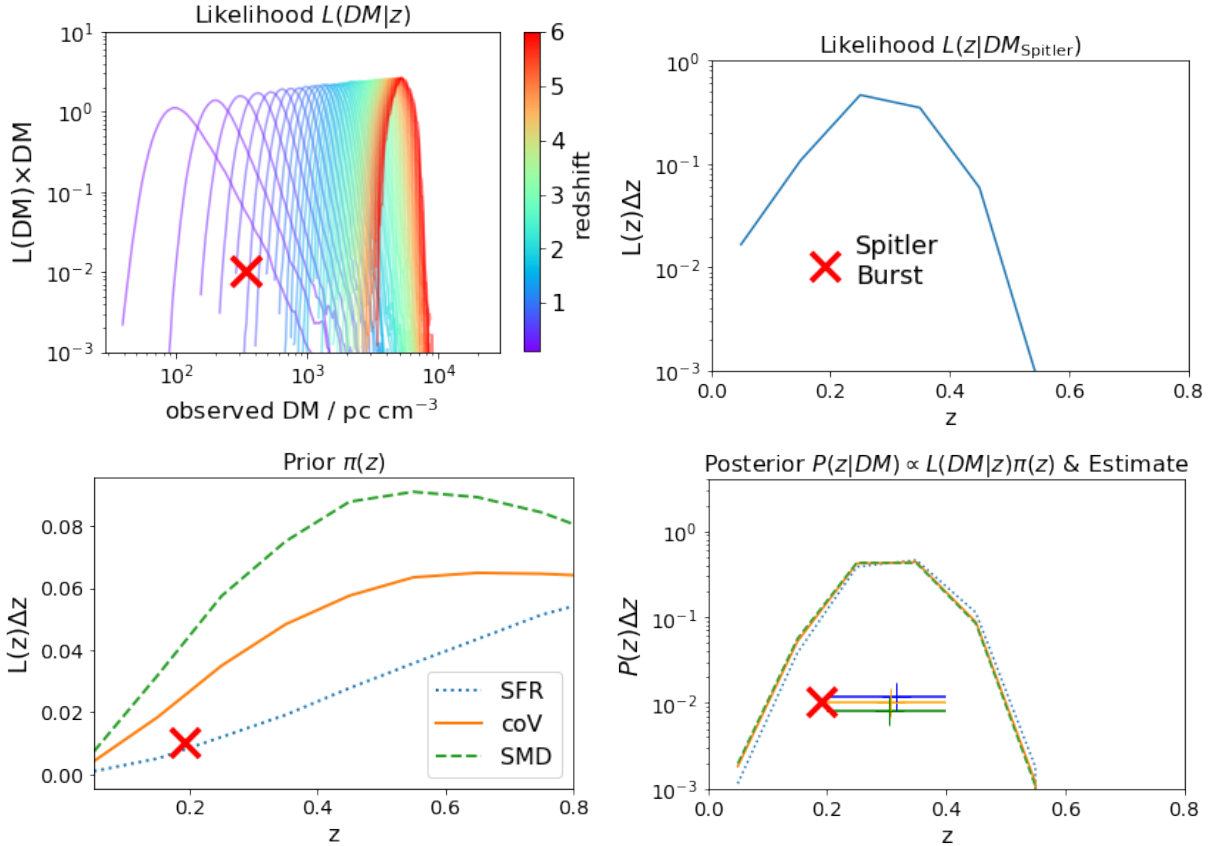 Likelihood L(DM|z)
10^1
10^0
10^-1
10^-2
10^-3
L(DM)×DM
10^2
10^3
10^4
observed DM / pc cm^-3
6
5
4
3
2
1
redshift
Likelihood L(z|DM_Spitler)
10^0
10^-1
10^-2
10^-3
L(z)Δz
Spitler
Burst
0.0
0.2
0.4
0.6
0.8
z
Prior π(z)
0.08
0.06
0.04
0.02
0.00
L(z)Δz
SFR
coV
SMD
0.2
0.4
0.6
0.8
z
Posterior P(z|DM) ∝ L(DM|z)π(z) & Estimate
10^0
10^-1
10^-2
10^-3
P(z)Δz
0.0
0.2
0.4
0.6
0.8
z